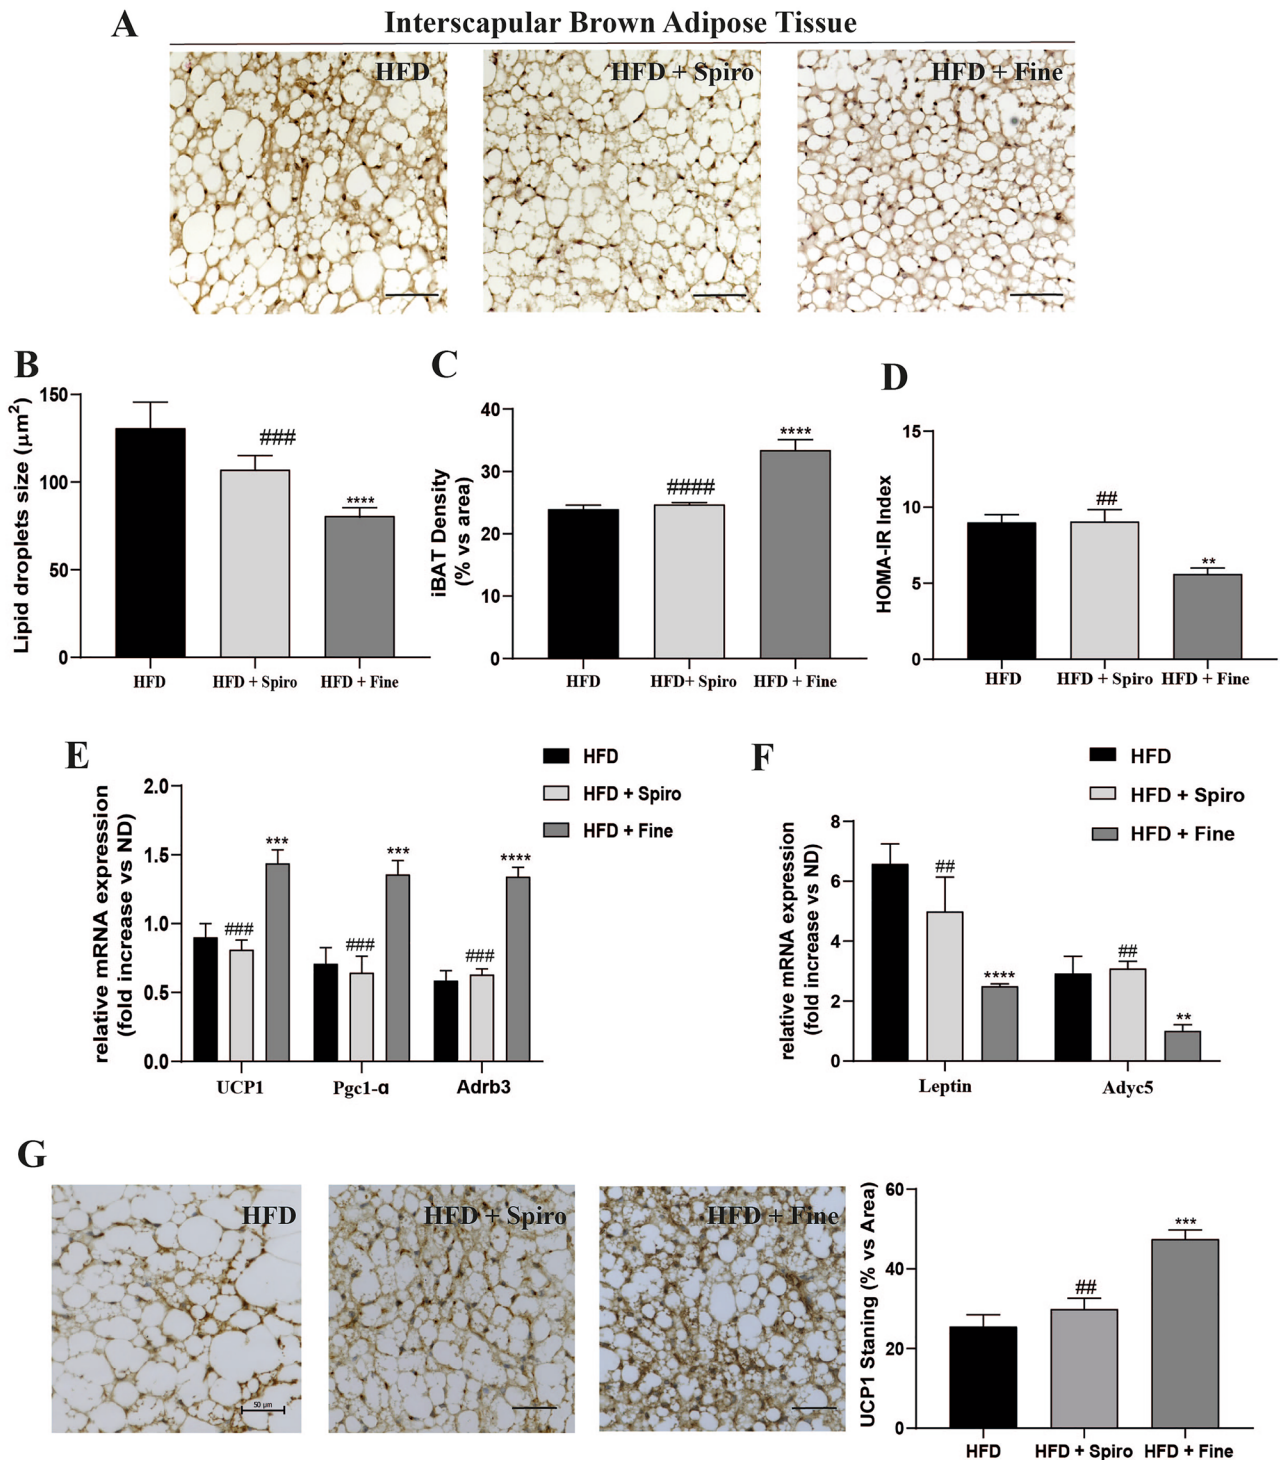 A
Interscapular Brown Adipose Tissue
HFD
HFD + Spiro
HFD + Fine
B
Lipid droplets size (µm²)
150
100
50
0
###
****
HFD
HFD + Spiro
HFD + Fine
C
iBAT Density
(% vs area)
40
30
20
10
0
####
****
HFD
HFD+ Spiro
HFD + Fine
D
HOMA-IR Index
15
10
5
0
##
**
HFD
HFD + Spiro
HFD + Fine
E
relative mRNA expression
(fold increase vs ND)
2.0
1.5
1.0
0.5
0.0
HFD
HFD + Spiro
HFD + Fine
###
***
###
***
###
****
UCP1
Pgc1-α
Adrb3
F
relative mRNA expression
(fold increase vs ND)
8
6
4
2
0
HFD
HFD + Spiro
HFD + Fine
##
****
##
**
Leptin
Adyc5
G
HFD
50 µm
HFD + Spiro
HFD + Fine
UCP1 Staning (% vs Area)
60
40
20
0
##
***
HFD
HFD + Spiro
HFD + Fine